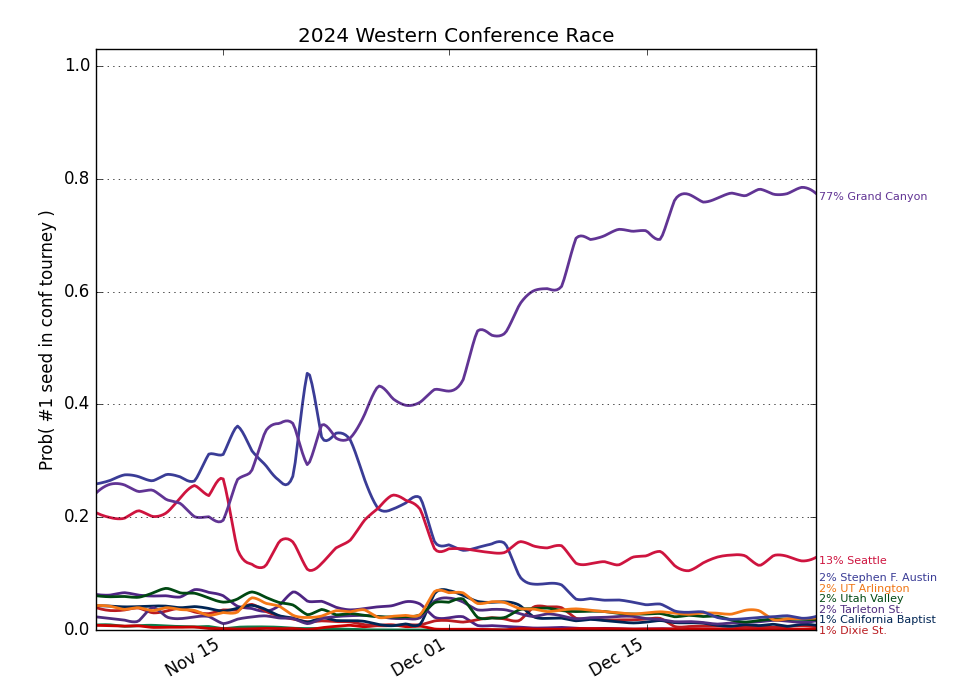 2024 Western Conference Race
Prob( #1 seed in conf tourney )
1.0
0.8
0.6
0.4
0.2
0.0
Nov 15
Dec 01
Dec 15
77% Grand Canyon
13% Seattle
2% Stephen F. Austin
2% UT Arlington
2% Utah Valley
2% Tarleton St.
1% California Baptist
1% Dixie St.